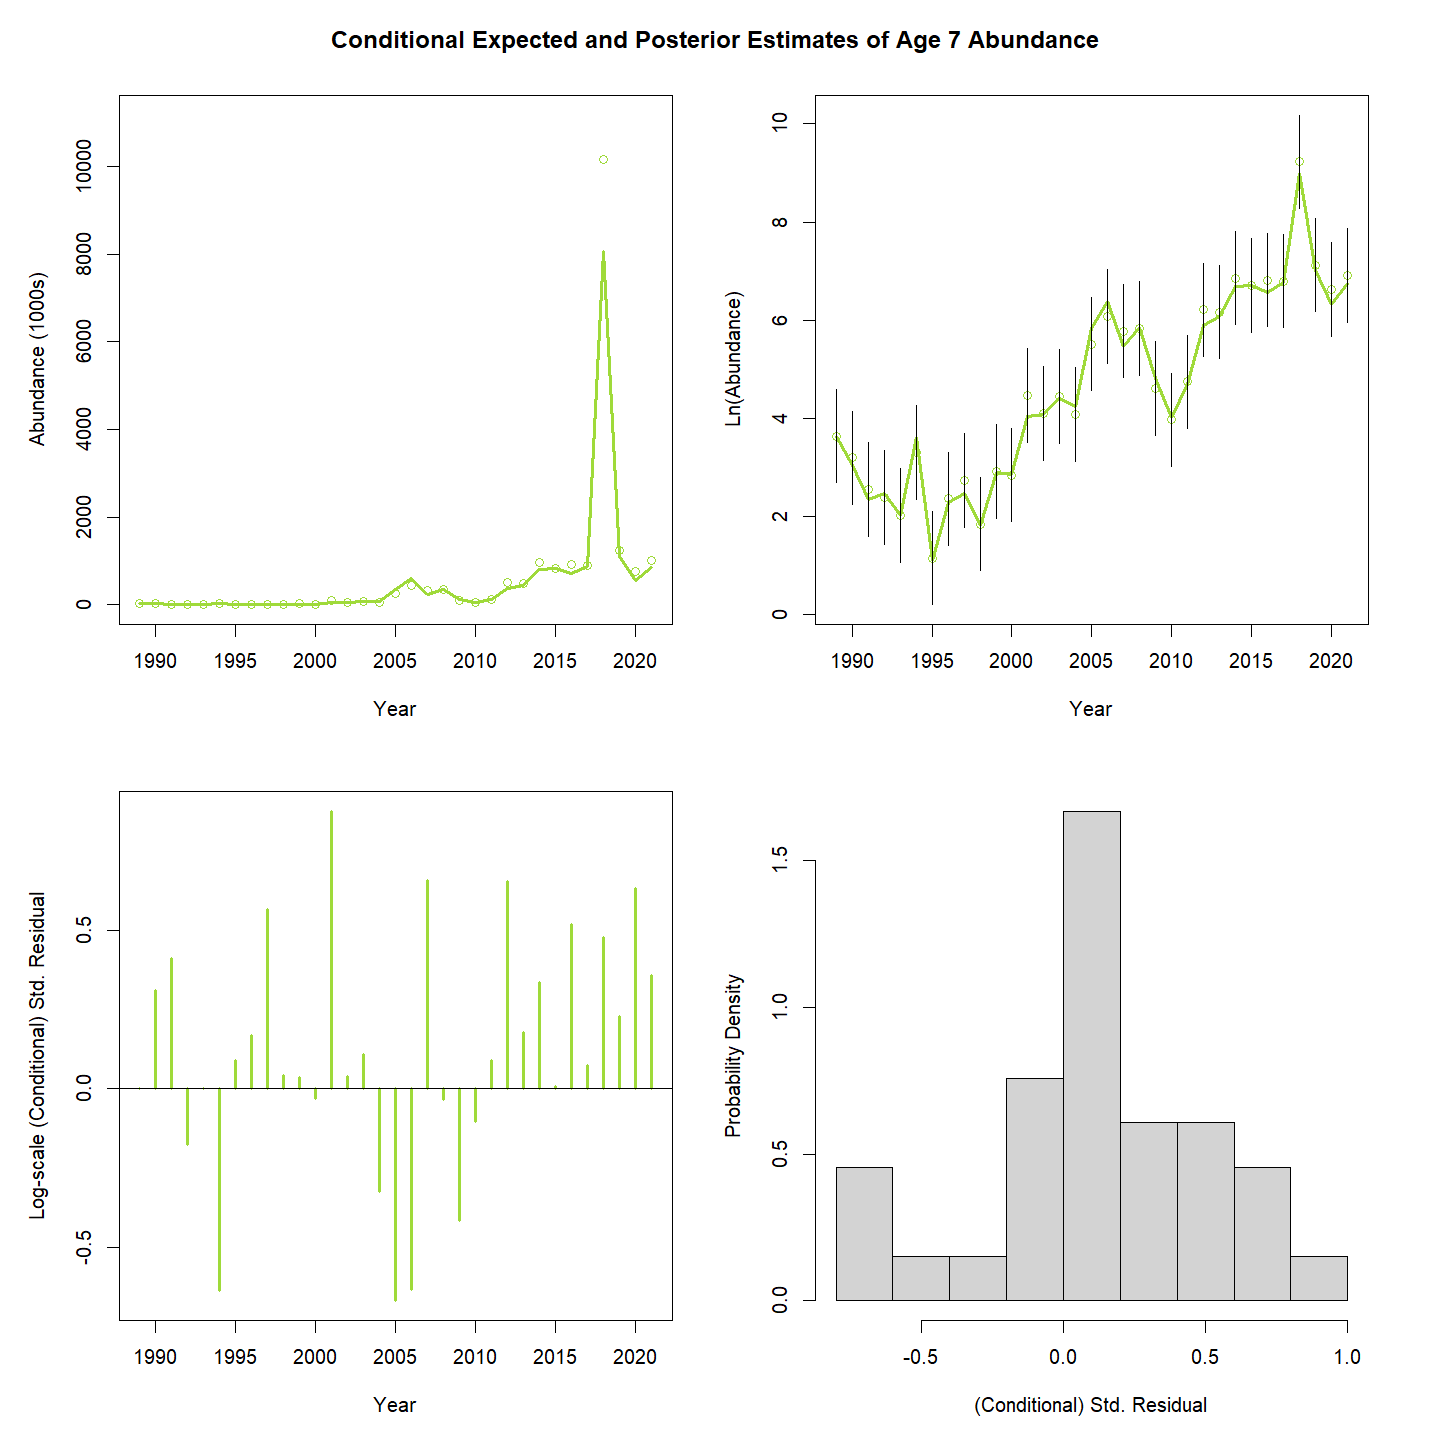 Conditional Expected and Posterior Estimates of Age 7 Abundance
Abundance (1000s)
0 2000 4000 6000 8000 10000
1990 1995 2000 2005 2010 2015 2020
Year
Ln(Abundance)
0 2 4 6 8 10
1990 1995 2000 2005 2010 2015 2020
Year
Log-scale (Conditional) Std. Residual
-0.5 0.0 0.5
1990 1995 2000 2005 2010 2015 2020
Year
Probability Density
0.0 0.5 1.0 1.5
-0.5 0.0 0.5 1.0
(Conditional) Std. Residual